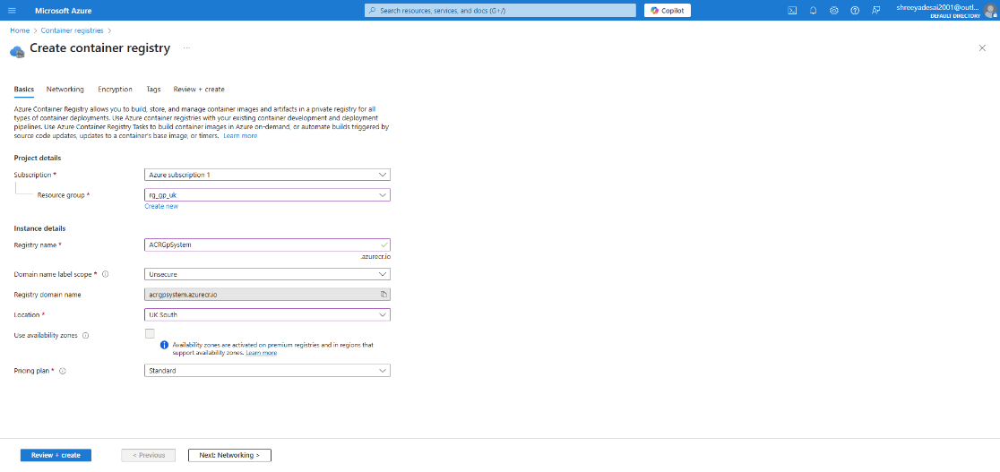 Microsoft Azure
Search resources, services, and docs (G+/)
Copilot
shreeyadesai2001@outl...
DEFAULT DIRECTORY
Home > Container registries >
Create container registry ...
Basics Networking Encryption Tags Review + create
Azure Container Registry allows you to build, store, and manage container images and artifacts in a private registry for all
types of container deployments. Use Azure container registries with your existing container development and deployment
pipelines. Use Azure Container Registry Tasks to build container images in Azure on-demand, or automate builds triggered by
source code updates, updates to a container's base image, or timers. Learn more
Project details
Subscription * Azure subscription 1
Resource group * rg_gp_uk
Create new
Instance details
Registry name * ACRGpSystem
.azurecr.io
Domain name label scope * Unsecure
Registry domain name acrgpsystem.azurecr.io
Location * UK South
Use availability zones
Availability zones are activated on premium registries and in regions that
support availability zones. Learn more
Pricing plan * Standard
Review + create < Previous Next: Networking >